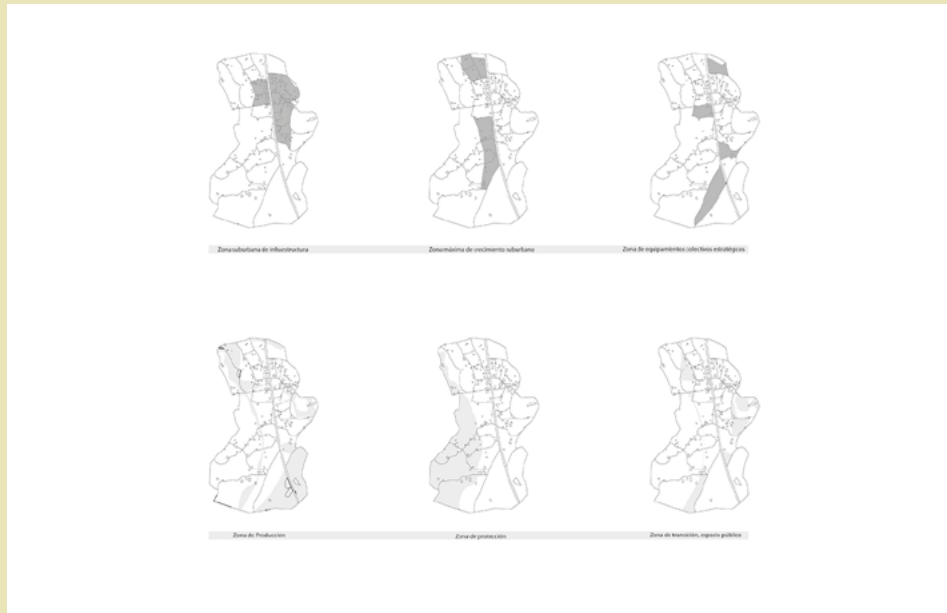 Zona suburbana de infraestructura
Zona máxima de crecimiento suburbano
Zona de equipamientos colectivos estratégicos
Zona de Producción
Zona de protección
Zona de transición, espacio público